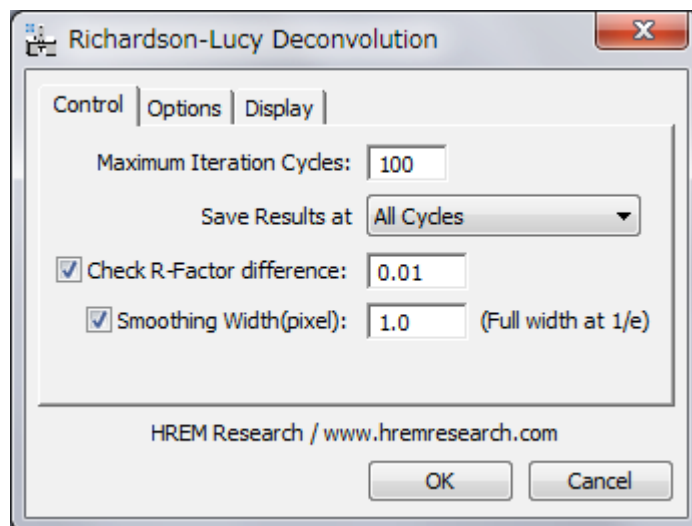 Richardson-Lucy Deconvolution
Control Options Display
Maximum Iteration Cycles: 100
Save Results at All Cycles
Check R-Factor difference: 0.01
Smoothing Width(pixel): 1.0 (Full width at 1/e)
HREM Research / www.hremresearch.com
OK Cancel